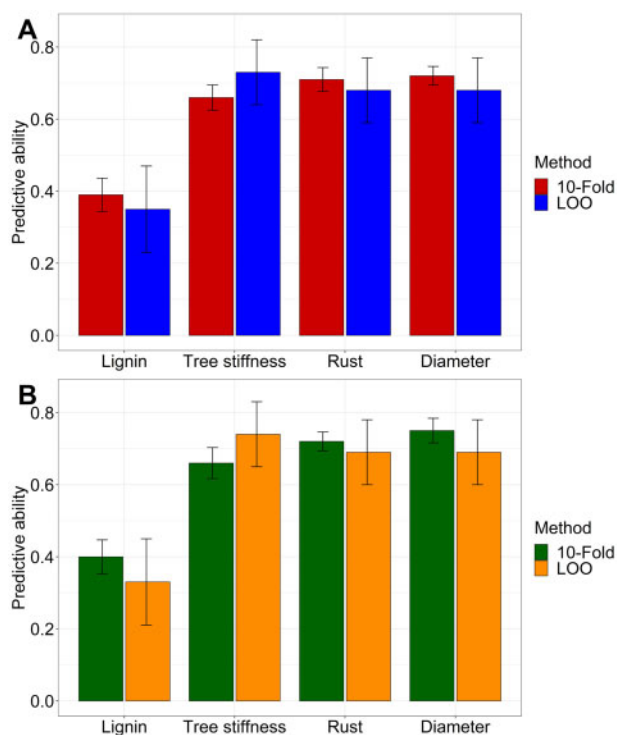 A
Predictive ability
0.8
0.6
0.4
0.2
0.0
Lignin Tree stiffness Rust Diameter
Method
10-Fold
LOO
B
Predictive ability
0.8
0.6
0.4
0.2
0.0
Lignin Tree stiffness Rust Diameter
Method
10-Fold
LOO